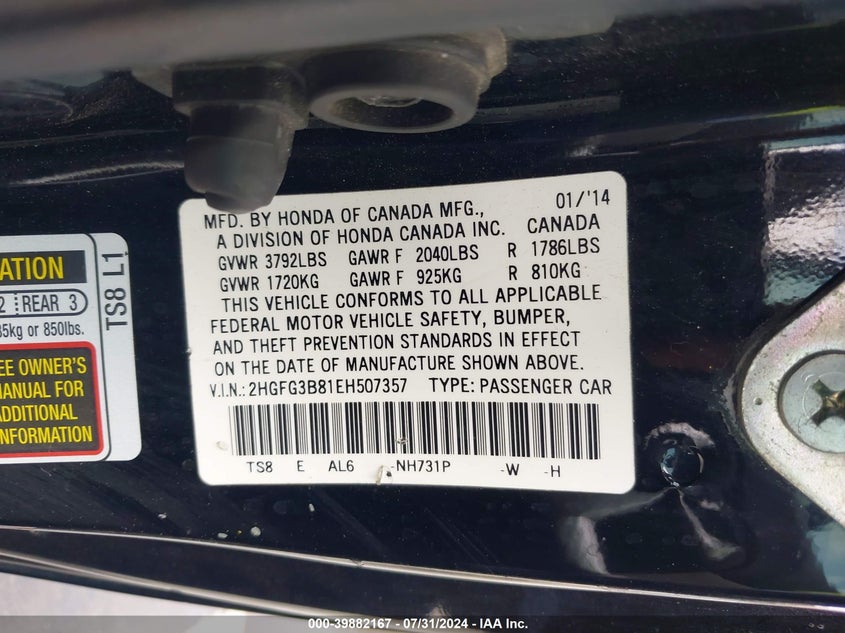 MFD. BY HONDA OF CANADA MFG., 01/'14
A DIVISION OF HONDA CANADA INC. CANADA
GVWR 3792LBS GAWR F 2040LBS R 1786LBS
GVWR 1720KG GAWR F 925KG R 810KG
THIS VEHICLE CONFORMS TO ALL APPLICABLE
FEDERAL MOTOR VEHICLE SAFETY, BUMPER,
AND THEFT PREVENTION STANDARDS IN EFFECT
ON THE DATE OF MANUFACTURE SHOWN ABOVE.
V.I.N.:2HGFG3B81EH507357 TYPE:PASSENGER CAR
TS8 E AL6 -NH731P -W -H
ATION
2 REAR 3
kg or 850lbs.
OWNER'S
MANUAL FOR
ADDITIONAL
INFORMATION
TS8 L1
000-39882167 / 07/31/2024 - IAA Inc.